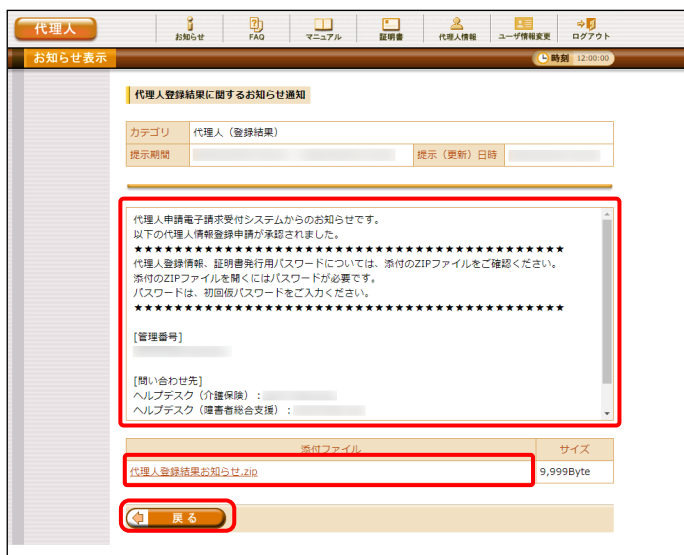 代理人
お知らせ
FAQ
マニュアル
証明書
代理人情報
ユーザ情報変更
ログアウト
お知らせ表示
時刻 12:00:00
代理人登録結果に関するお知らせ通知
カテゴリ 代理人（登録結果）
提示期間
提示（更新）日時
代理人申請電子請求受付システムからのお知らせです。
以下の代理人情報登録申請が承認されました。
★★★★★★★★★★★★★★★★★★★★★★★★★★★★★★★★★★★★★★★★
代理人登録情報、証明書発行用パスワードについては、添付のZIPファイルをご確認ください。
添付のZIPファイルを開くにはパスワードが必要です。
パスワードは、初回仮パスワードをご入力ください。
★★★★★★★★★★★★★★★★★★★★★★★★★★★★★★★★★★★★★★★★
[管理番号]
[問い合わせ先]
ヘルプデスク（介護保険）：
ヘルプデスク（障害者総合支援）：
添付ファイル サイズ
代理人登録結果お知らせ.zip 9,999Byte
戻る